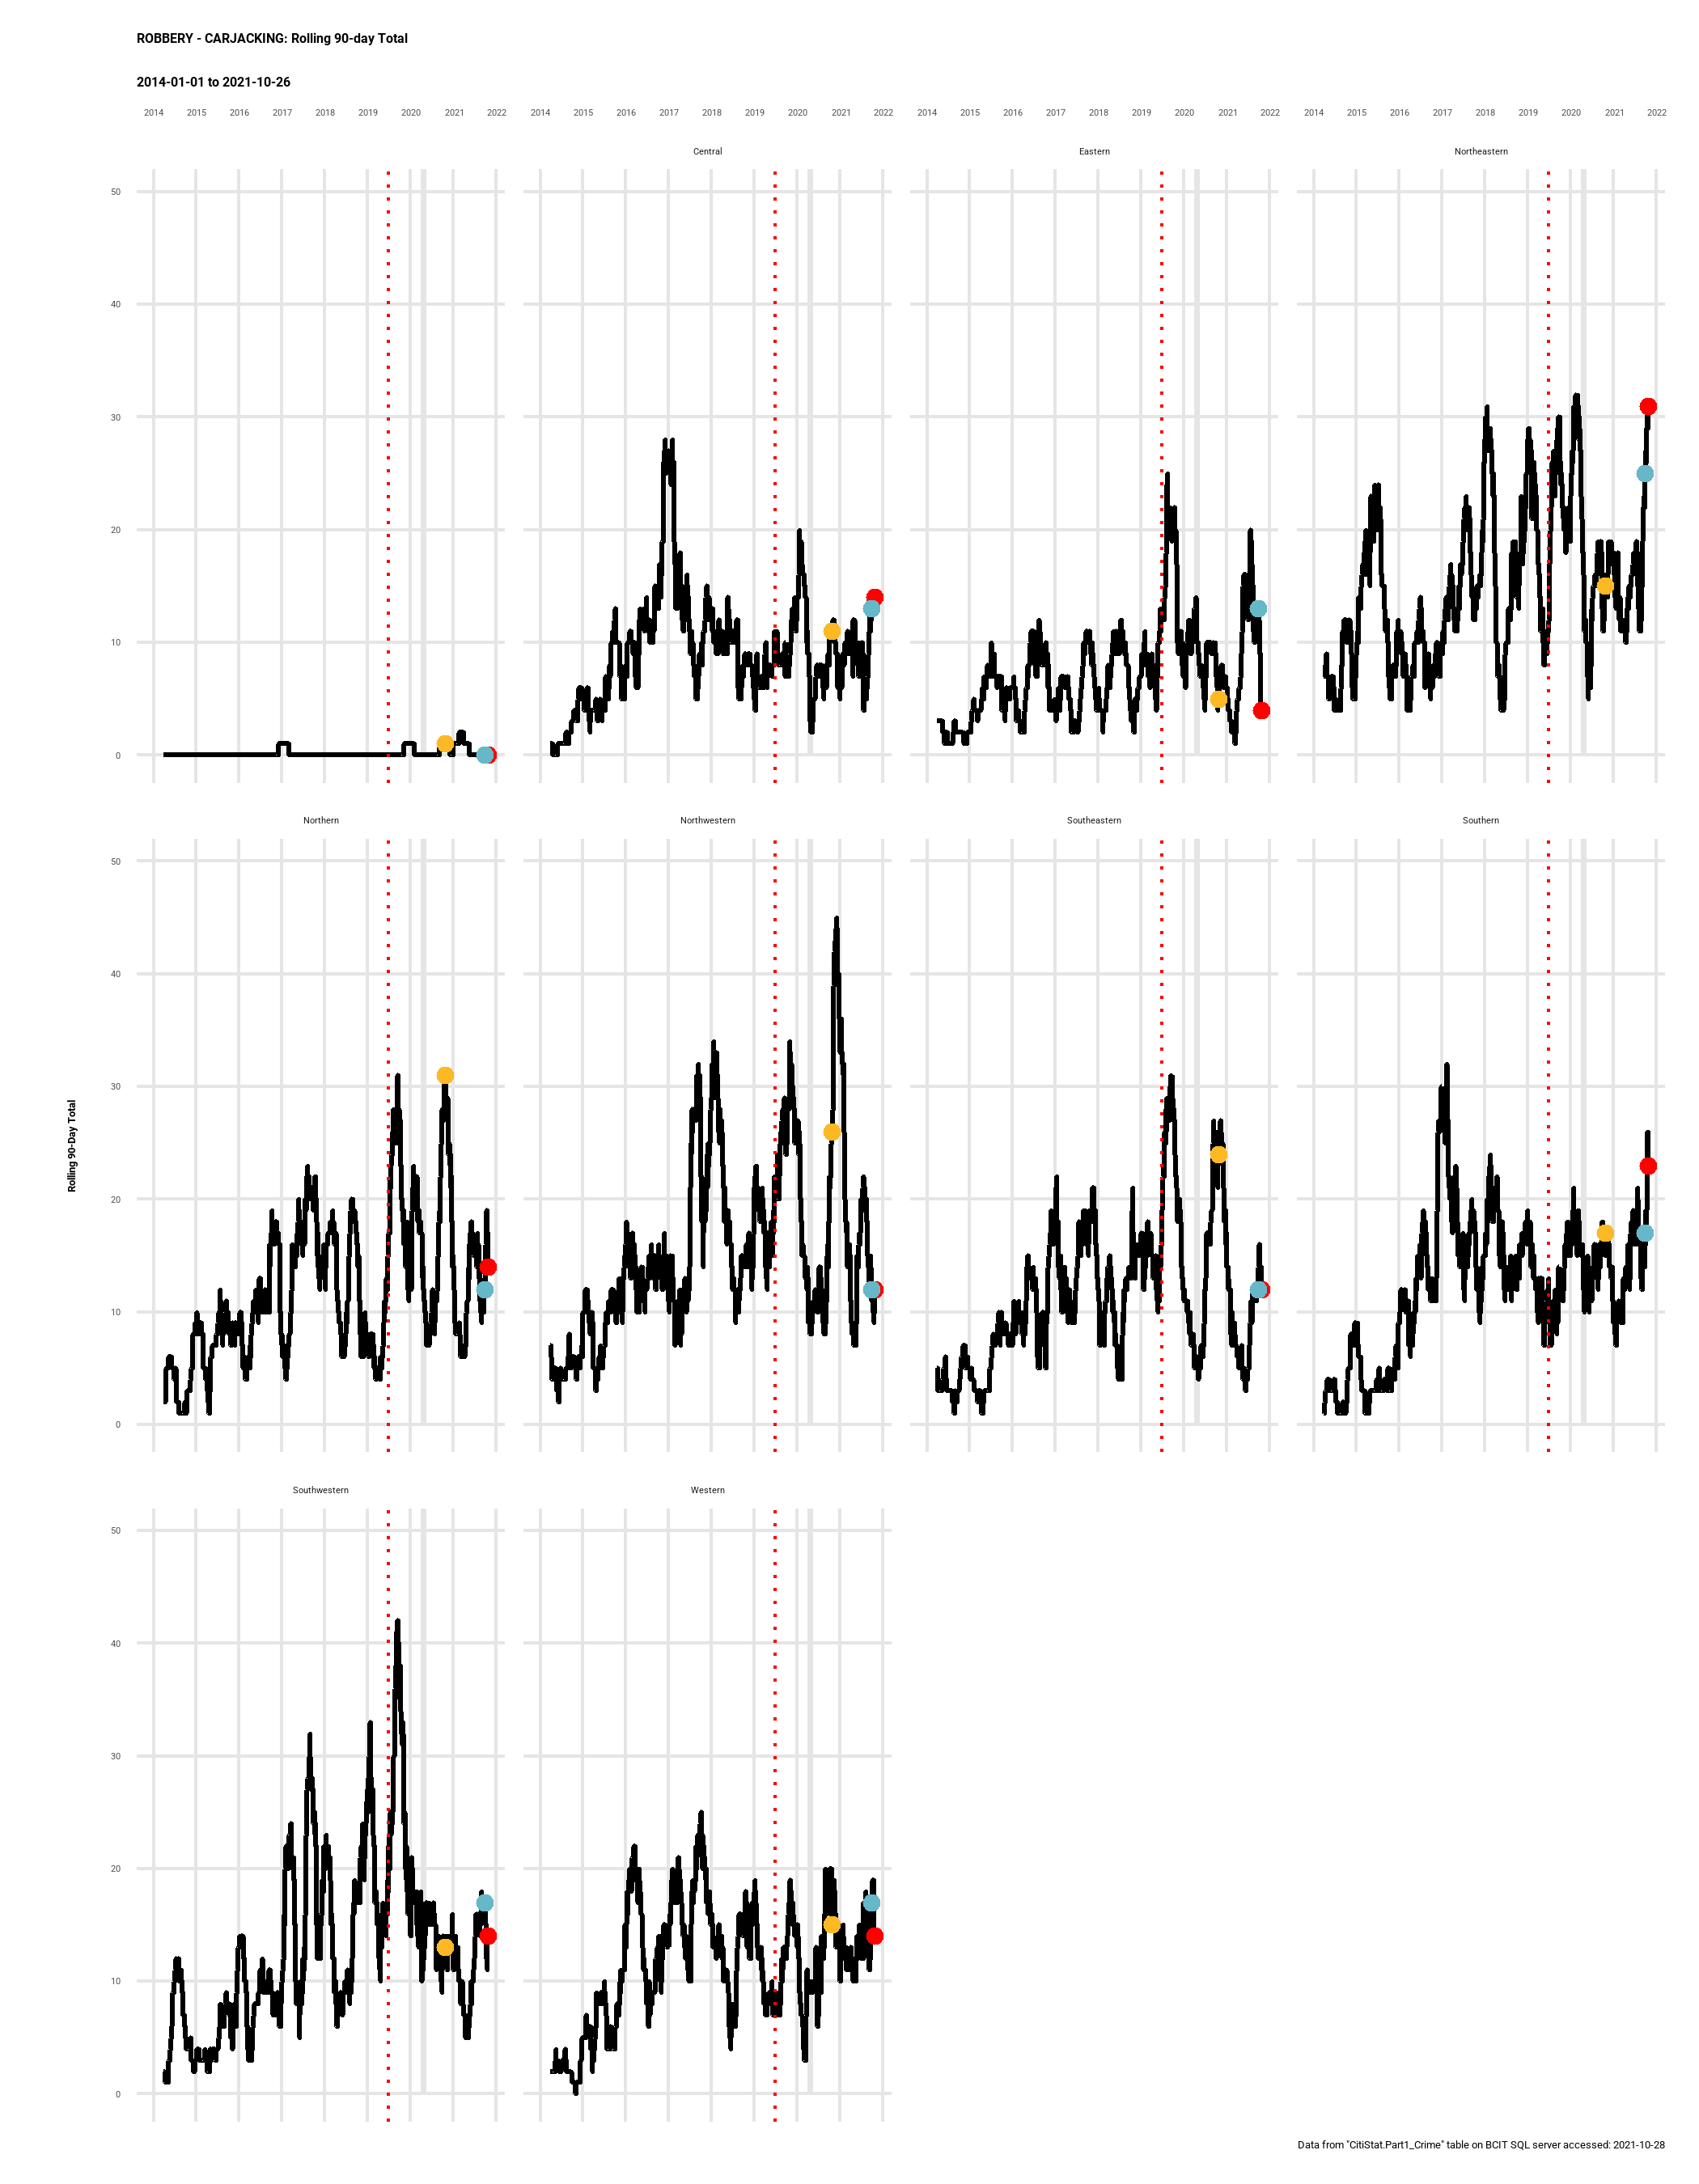 ROBBERY - CARJACKING: Rolling 90-day Total
2014-01-01 to 2021-10-26
2014 2015 2016 2017 2018 2019 2020 2021 2022 2014 2015 2016 2017 2018 2019 2020 2021 2022 2014 2015 2016 2017 2018 2019 2020 2021 2022 2014 2015 2016 2017 2018 2019 2020 2021 2022
Central Eastern Northeastern
50
40
30
20
10
0
Northern Northwestern Southeastern Southern
50
40
30
Rolling 90-Day Total
20
10
0
Southwestern Western
50
40
30
20
10
0
Data from "CitiStat.Part1_Crime" table on BCIT SQL server accessed: 2021-10-28